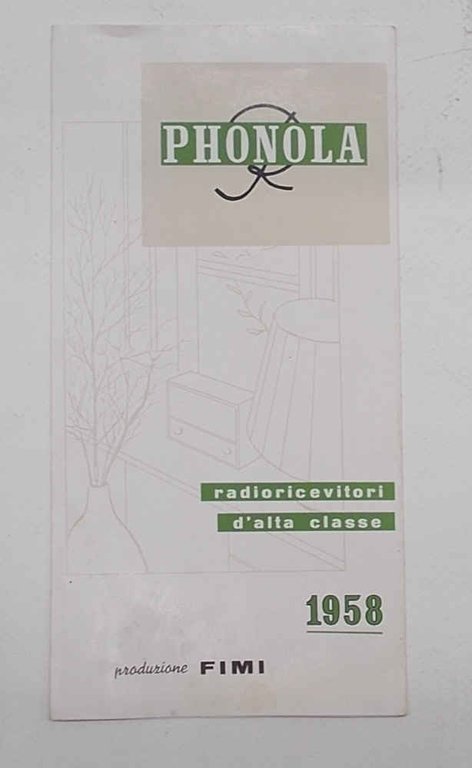 PHONOLA
R
radioricevitori
d'alta classe
1958
produzione FIMI